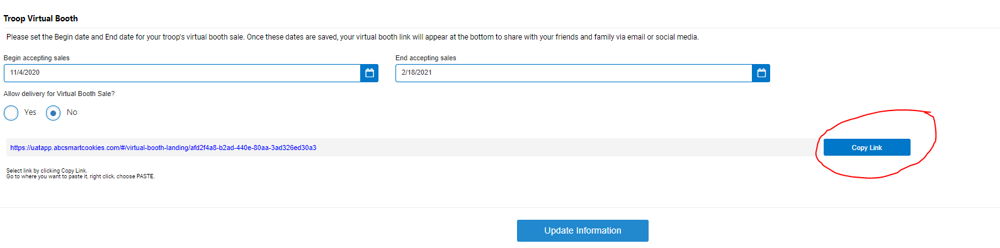 Troop Virtual Booth
Please set the Begin date and End date for your troop's virtual booth sale. Once these dates are saved, your virtual booth link will appear at the bottom to share with your friends and family via email or social media.
Begin accepting sales
End accepting sales
11/4/2020
2/18/2021
Allow delivery for Virtual Booth Sale?
Yes
No
https://uatapp.abcsmartcookies.com/#/virtual-booth-landing/afd2f4a8-b2ad-440e-80aa-3ad326ed30a3
Copy Link
Select link by clicking Copy Link.
Go to where you want to paste it, right click, choose PASTE.
Update Information